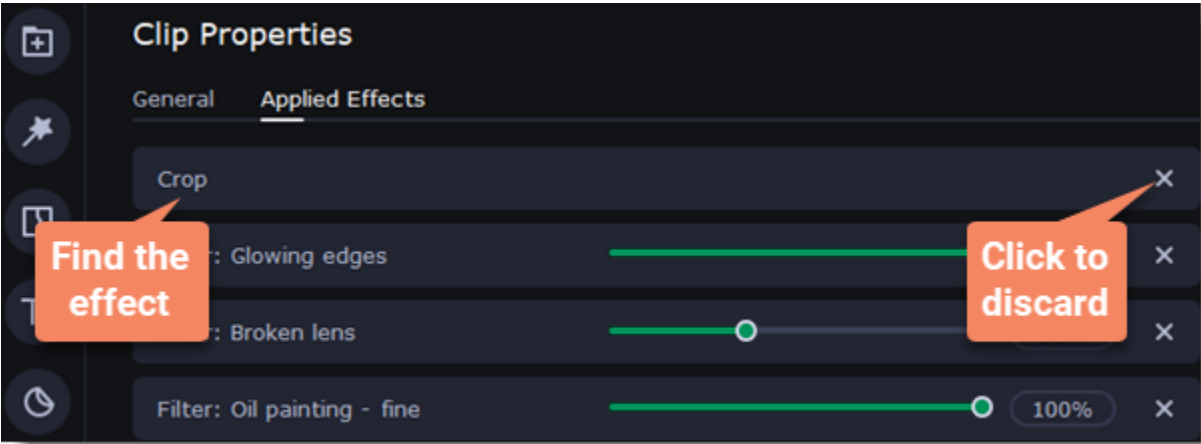 Clip Properties
General Applied Effects
Crop
Find the
effect
Click to
discard
: Glowing edges
: Broken lens
Filter: Oil painting - fine 100%